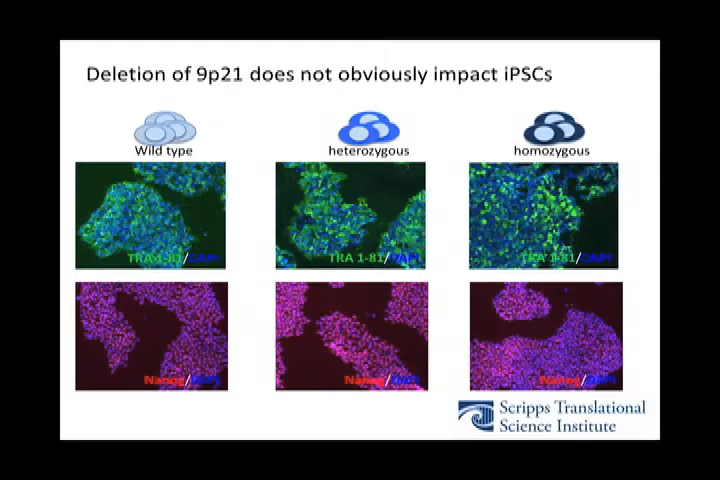 Deletion of 9p21 does not obviously impact iPSCs
Wild type
heterozygous
homozygous
TRA 1-81/DAPI
TRA 1-81/DAPI
TRA 1-81/DAPI
Nanog/DAPI
Nanog/DAPI
Nanog/DAPI
Scripps Translational
Science Institute